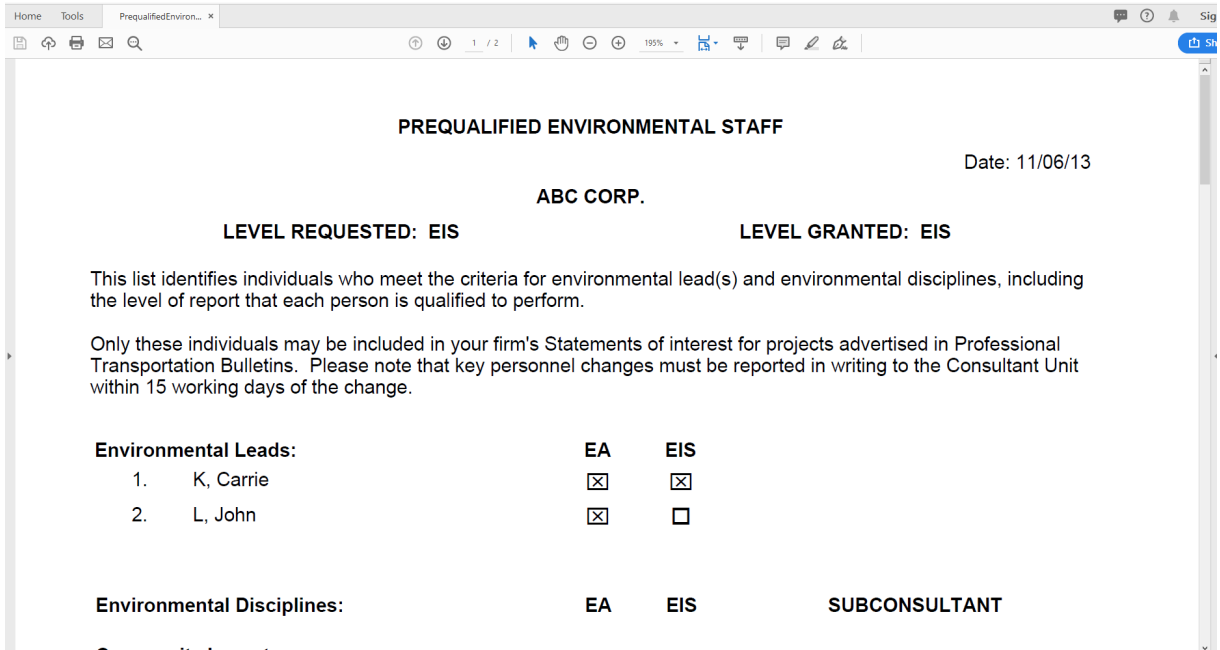 Home Tools PrequalifiedEnviron... × Sig
1 / 2 195% Sh
PREQUALIFIED ENVIRONMENTAL STAFF
Date: 11/06/13
ABC CORP.
LEVEL REQUESTED: EIS LEVEL GRANTED: EIS
This list identifies individuals who meet the criteria for environmental lead(s) and environmental disciplines, including
the level of report that each person is qualified to perform.
Only these individuals may be included in your firm's Statements of interest for projects advertised in Professional
Transportation Bulletins. Please note that key personnel changes must be reported in writing to the Consultant Unit
within 15 working days of the change.
Environmental Leads: EA EIS
1. K, Carrie ☒ ☒
2. L, John ☒ ☐
Environmental Disciplines: EA EIS SUBCONSULTANT